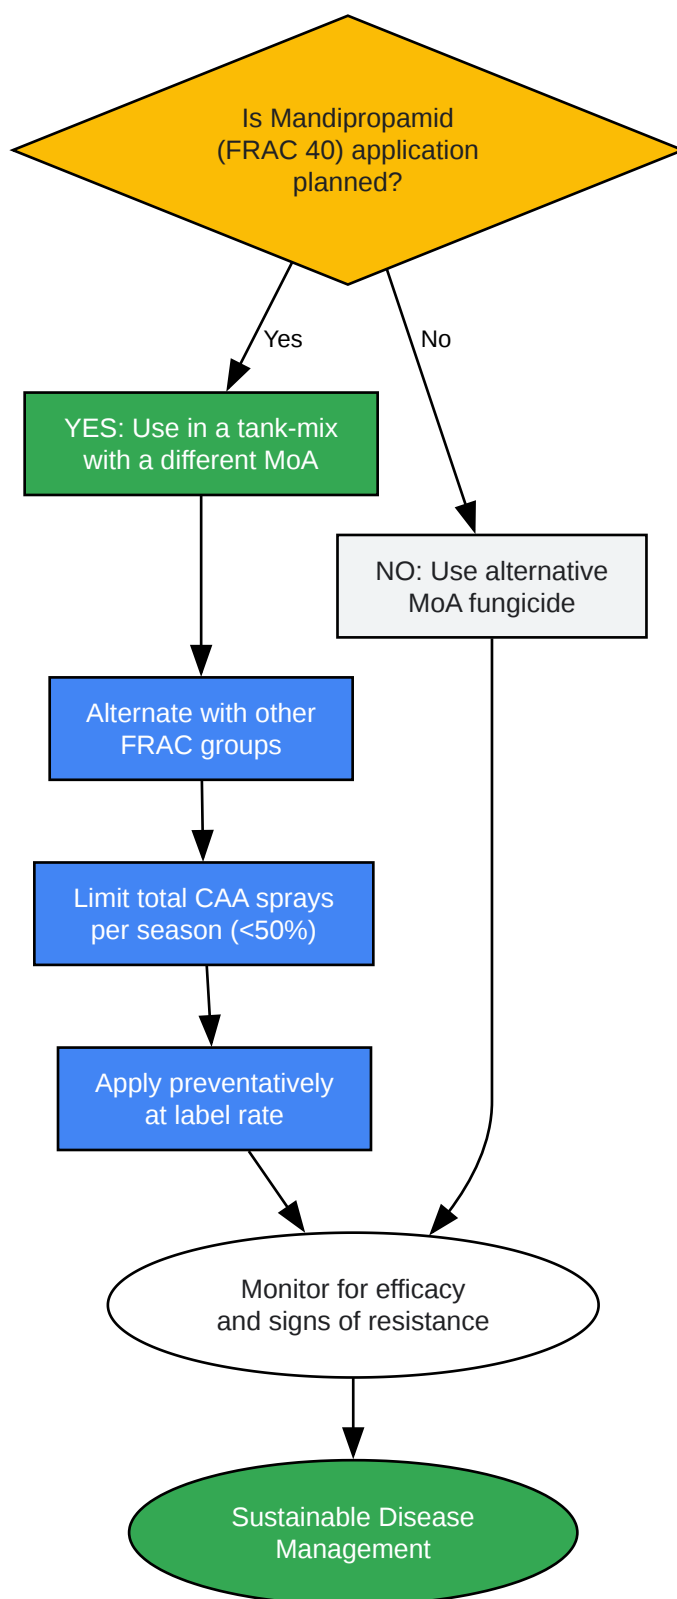 Is Mandipropamid
(FRAC 40) application
planned?
Yes
No
YES: Use in a tank-mix
with a different MoA
NO: Use alternative
MoA fungicide
Alternate with other
FRAC groups
Limit total CAA sprays
per season (<50%)
Apply preventatively
at label rate
Monitor for efficacy
and signs of resistance
Sustainable Disease
Management